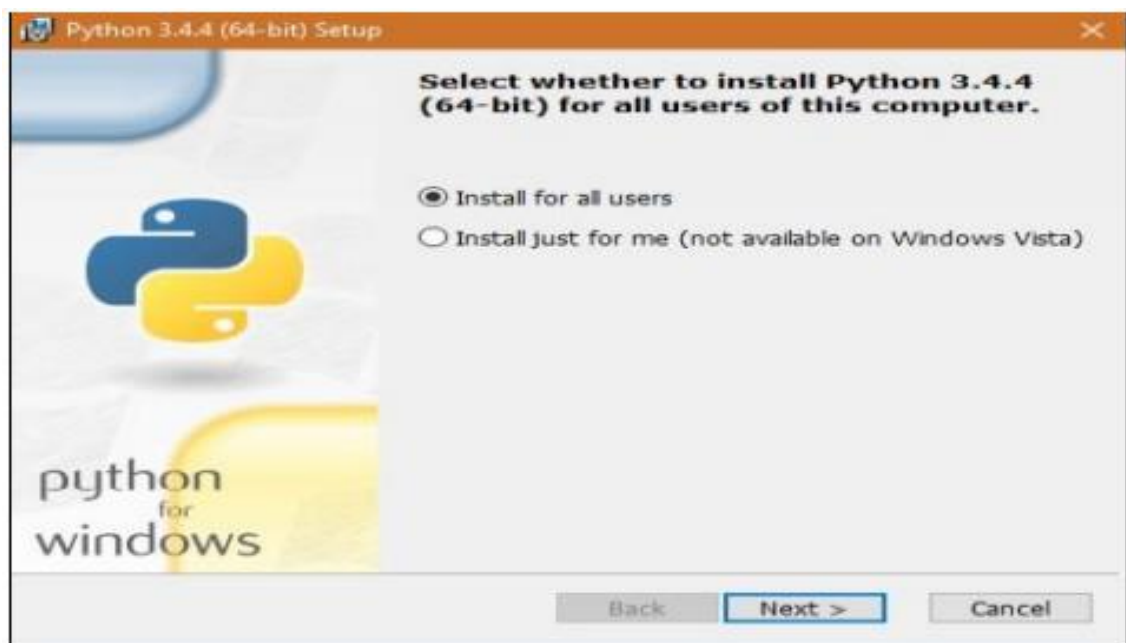 Python 3.4.4 (64-bit) Setup
Select whether to install Python 3.4.4
(64-bit) for all users of this computer.
Install for all users
Install just for me (not available on Windows Vista)
python
for
windows
Back
Next >
Cancel